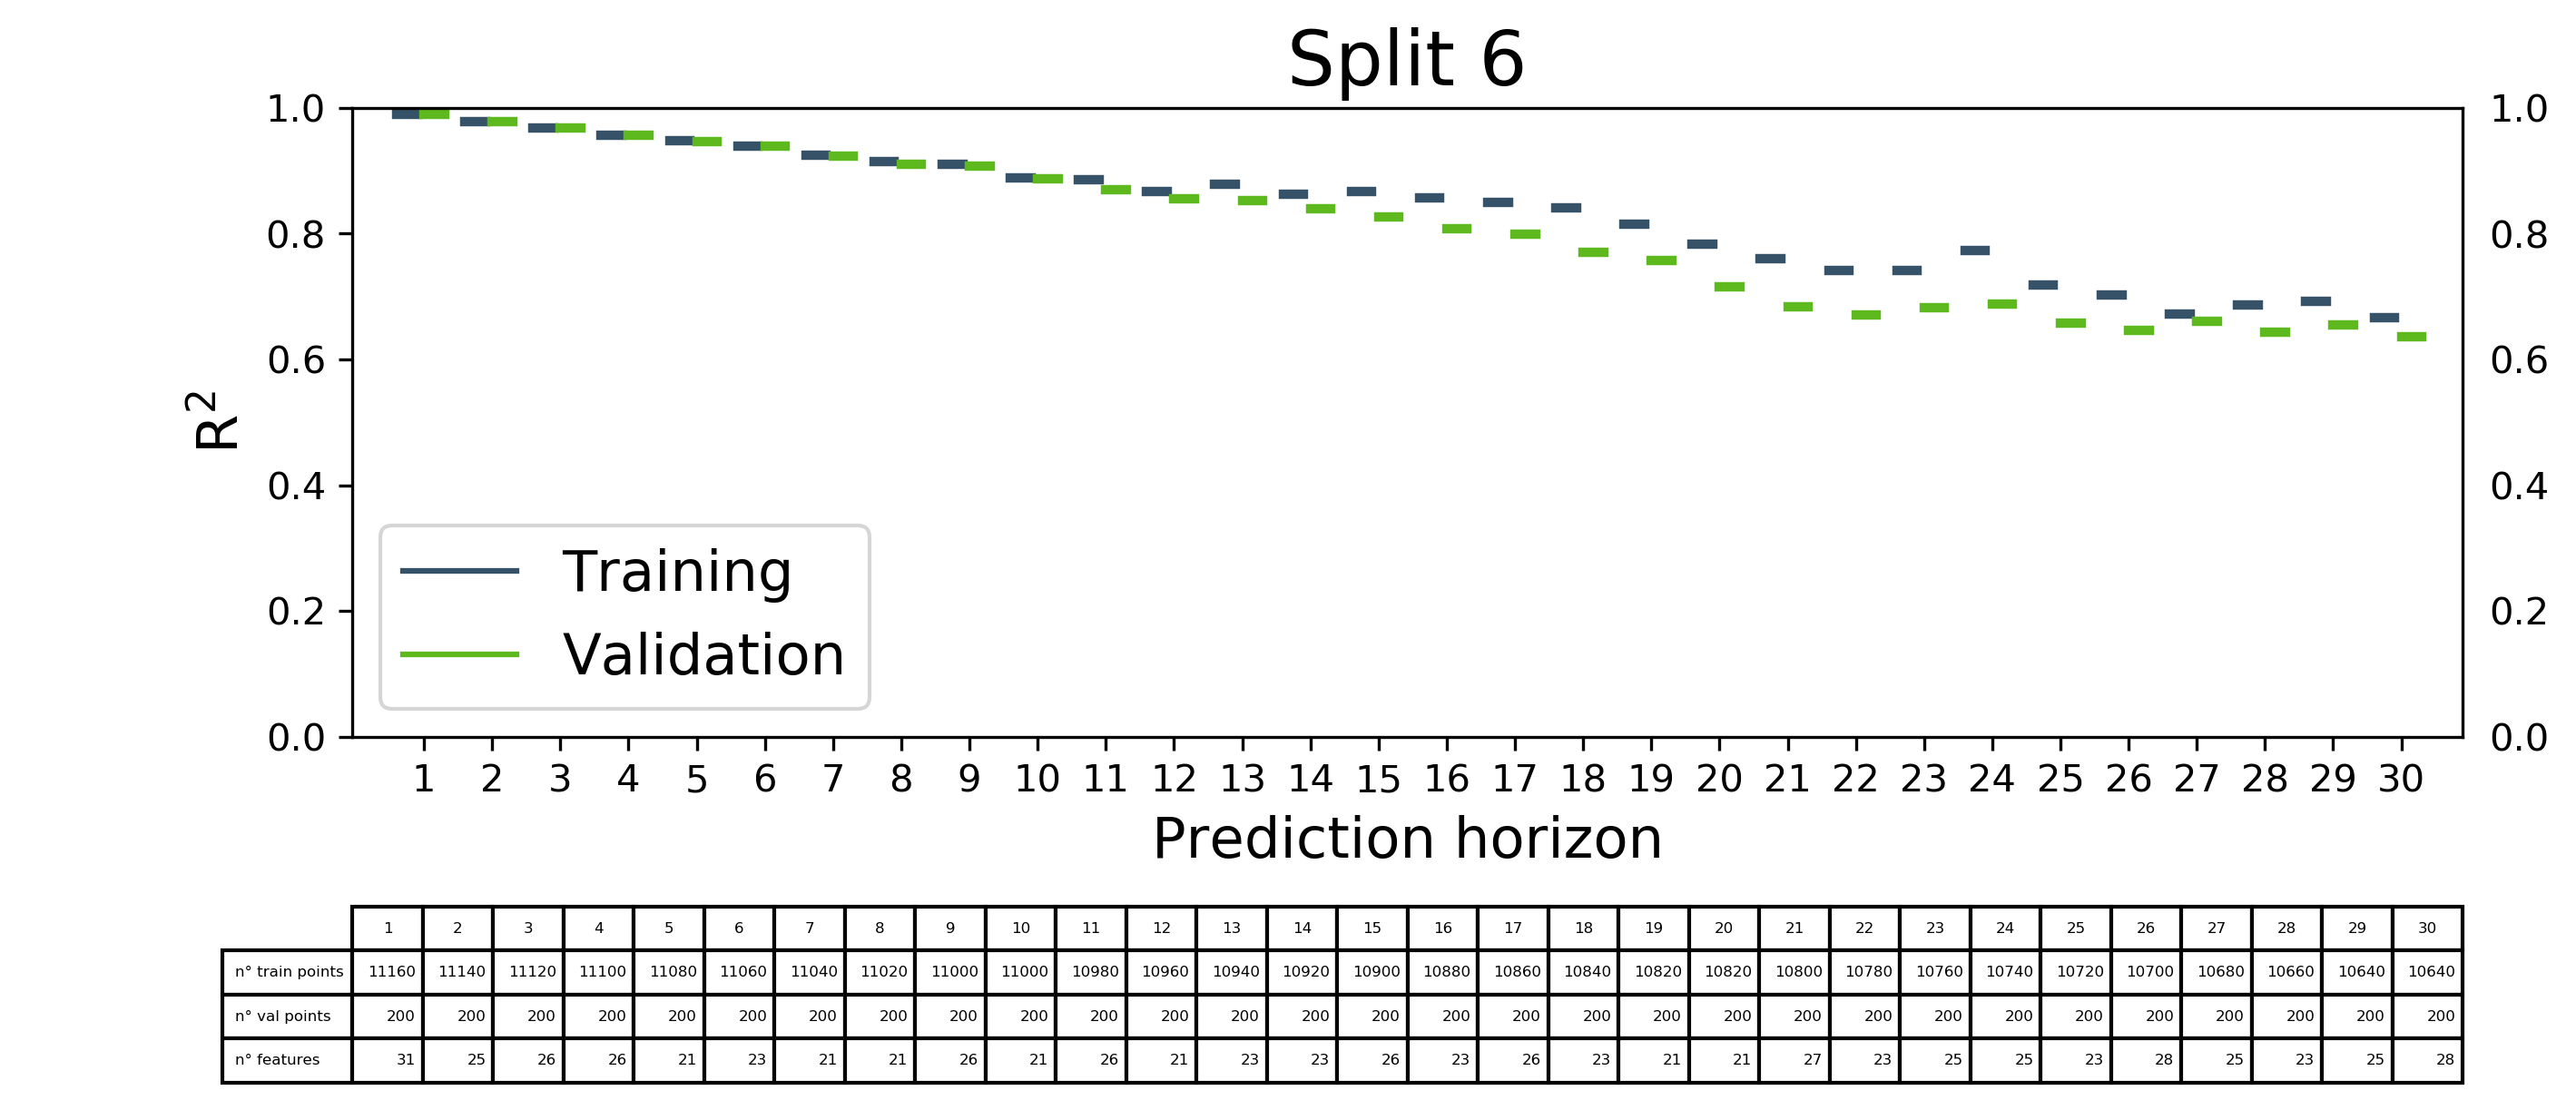 Split 6
1.0 1.0
0.8 0.8
0.6 0.6
R²
0.4 0.4
Training
0.2 0.2
Validation
0.0 0.0
1 2 3 4 5 6 7 8 9 10 11 12 13 14 15 16 17 18 19 20 21 22 23 24 25 26 27 28 29 30
Prediction horizon
1 2 3 4 5 6 7 8 9 10 11 12 13 14 15 16 17 18 19 20 21 22 23 24 25 26 27 28 29 30
n° train points 11160 11140 11120 11100 11080 11060 11040 11020 11000 11000 10980 10960 10940 10920 10900 10880 10860 10840 10820 10820 10800 10780 10760 10740 10720 10700 10680 10660 10640 10640
n° val points 200 200 200 200 200 200 200 200 200 200 200 200 200 200 200 200 200 200 200 200 200 200 200 200 200 200 200 200 200 200
n° features 31 25 26 26 21 23 21 21 26 21 26 21 23 23 26 23 26 23 21 21 27 23 25 25 23 28 25 23 25 28